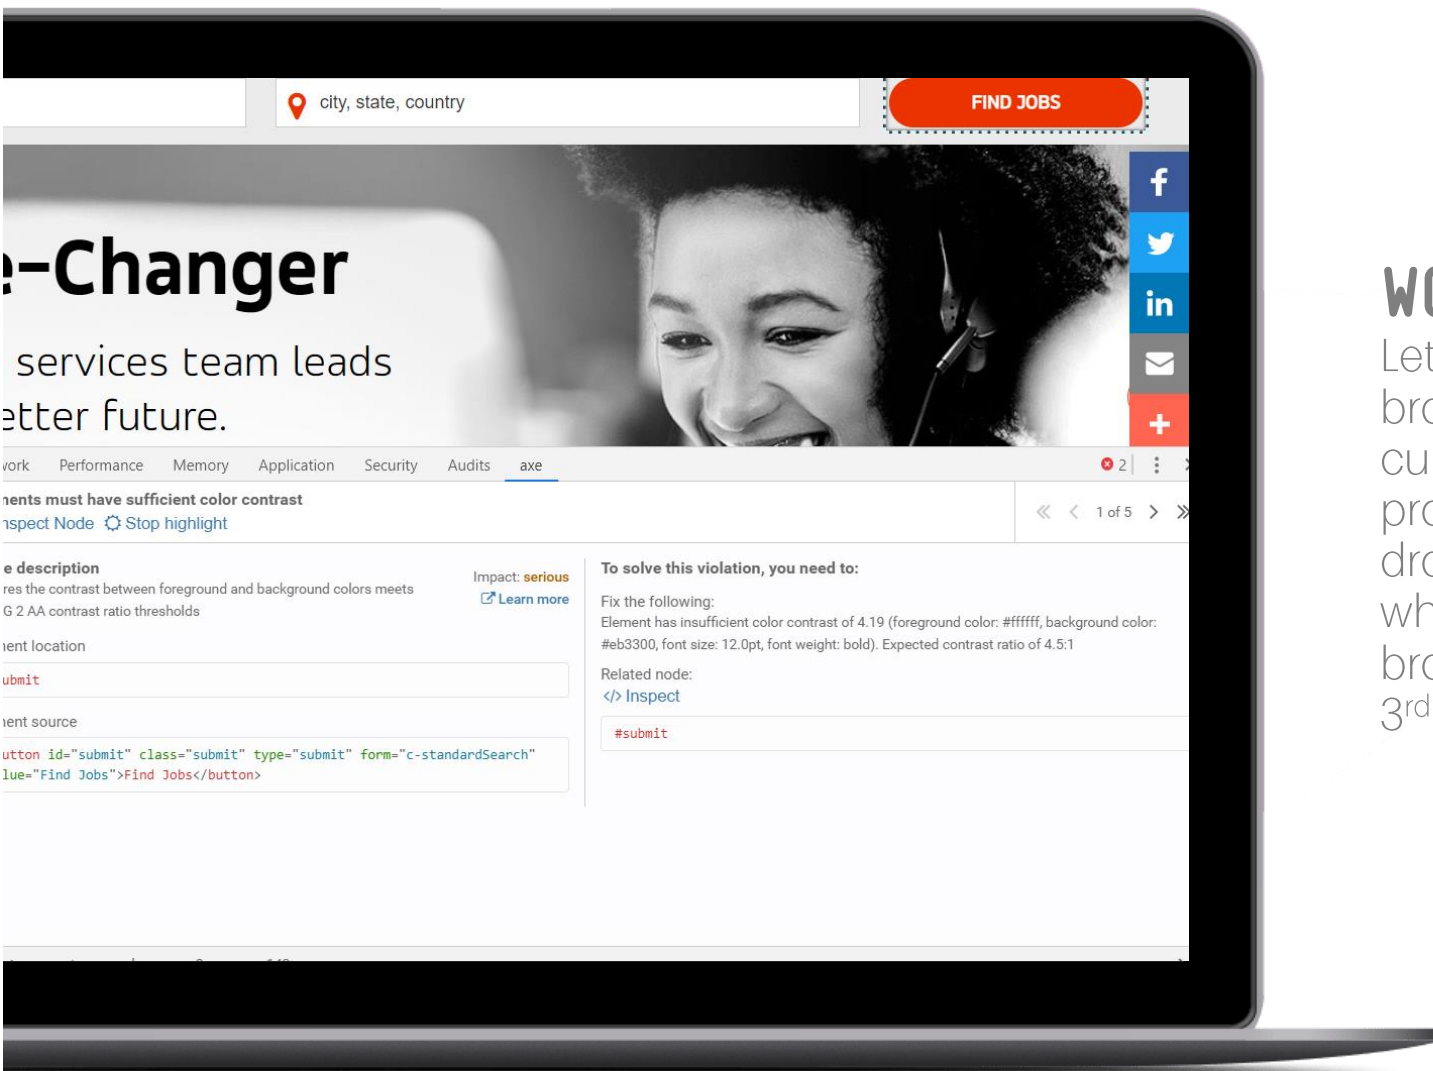 city, state, country
FIND JOBS
e-Changer
services team leads
etter future.
work Performance Memory Application Security Audits axe 2
ments must have sufficient color contrast
nspect Node Stop highlight
1 of 5
e description
res the contrast between foreground and background colors meets
G 2 AA contrast ratio thresholds
Impact: serious
Learn more
ent location
ubmit
ent source
utton id="submit" class="submit" type="submit" form="c-standardSearch"
lue="Find Jobs">Find Jobs</button>
To solve this violation, you need to:
Fix the following:
Element has insufficient color contrast of 4.19 (foreground color: #ffffff, background color:
#eb3300, font size: 12.0pt, font weight: bold). Expected contrast ratio of 4.5:1
Related node:
</> Inspect
#submit
Let
bro
cu
pro
dro
wh
bro
3rd